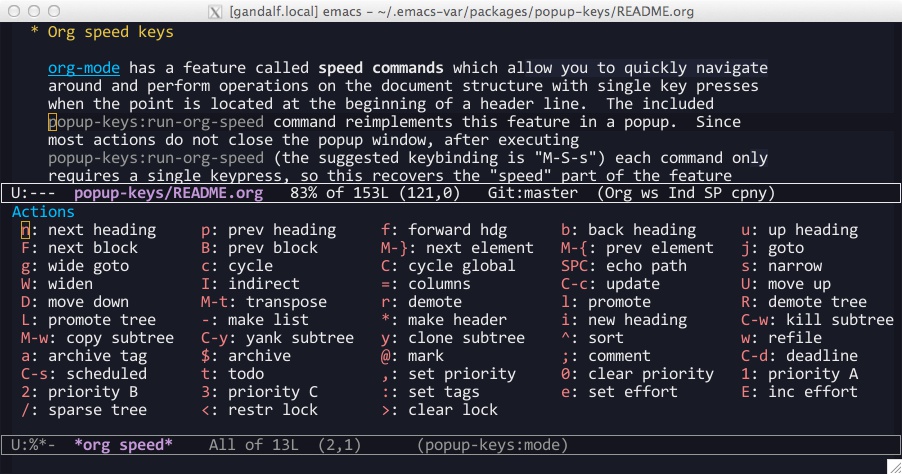 [gandalf.local] emacs – ~/.emacs-var/packages/popup-keys/README.org
* Org speed keys
org-mode has a feature called speed commands which allow you to quickly navigate
around and perform operations on the document structure with single key presses
when the point is located at the beginning of a header line.  The included
popup-keys:run-org-speed command reimplements this feature in a popup.  Since
most actions do not close the popup window, after executing
popup-keys:run-org-speed (the suggested keybinding is "M-S-s") each command only
requires a single keypress, so this recovers the "speed" part of the feature
U:---  popup-keys/README.org   83% of 153L (121,0)   Git:master  (Org ws Ind SP cpny)
Actions
n: next heading     p: prev heading     f: forward hdg      b: back heading     u: up heading
F: next block       B: prev block       M-}: next element   M-{: prev element   j: goto
g: wide goto        c: cycle            C: cycle global     SPC: echo path      s: narrow
W: widen            I: indirect         =: columns          C-c: update         U: move up
D: move down        M-t: transpose      r: demote           l: promote          R: demote tree
L: promote tree     -: make list        *: make header      i: new heading      C-w: kill subtree
M-w: copy subtree   C-y: yank subtree   y: clone subtree    ^: sort             w: refile
a: archive tag      $: archive          @: mark             ;: comment          C-d: deadline
C-s: scheduled      t: todo             ,: set priority     0: clear priority   1: priority A
2: priority B       3: priority C       :: set tags         e: set effort       E: inc effort
/: sparse tree      <: restr lock       >: clear lock
U:%*-  *org speed*    All of 13L  (2,1)      (popup-keys:mode)